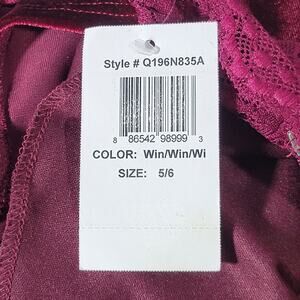 Style # Q196N835A
8 86542 98999 3
COLOR: Win/Win/Wi
SIZE: 5/6